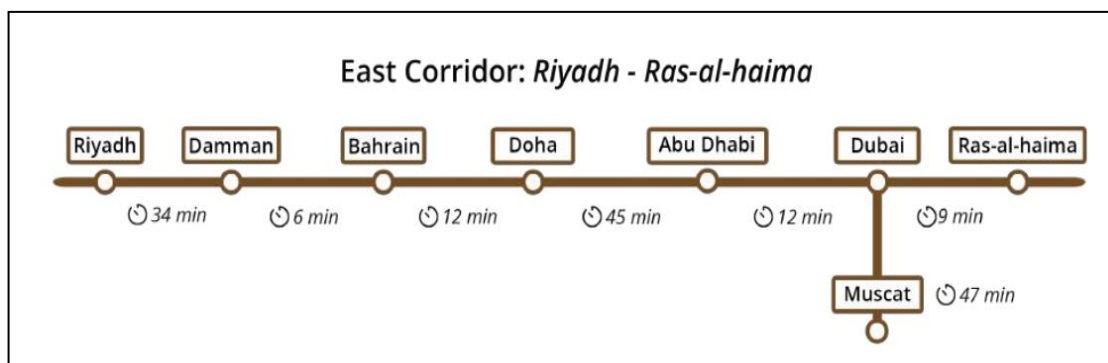 East Corridor: Riyadh - Ras-al-haima
Riyadh
Damman
Bahrain
Doha
Abu Dhabi
Dubai
Ras-al-haima
34 min
6 min
12 min
45 min
12 min
9 min
Muscat
47 min